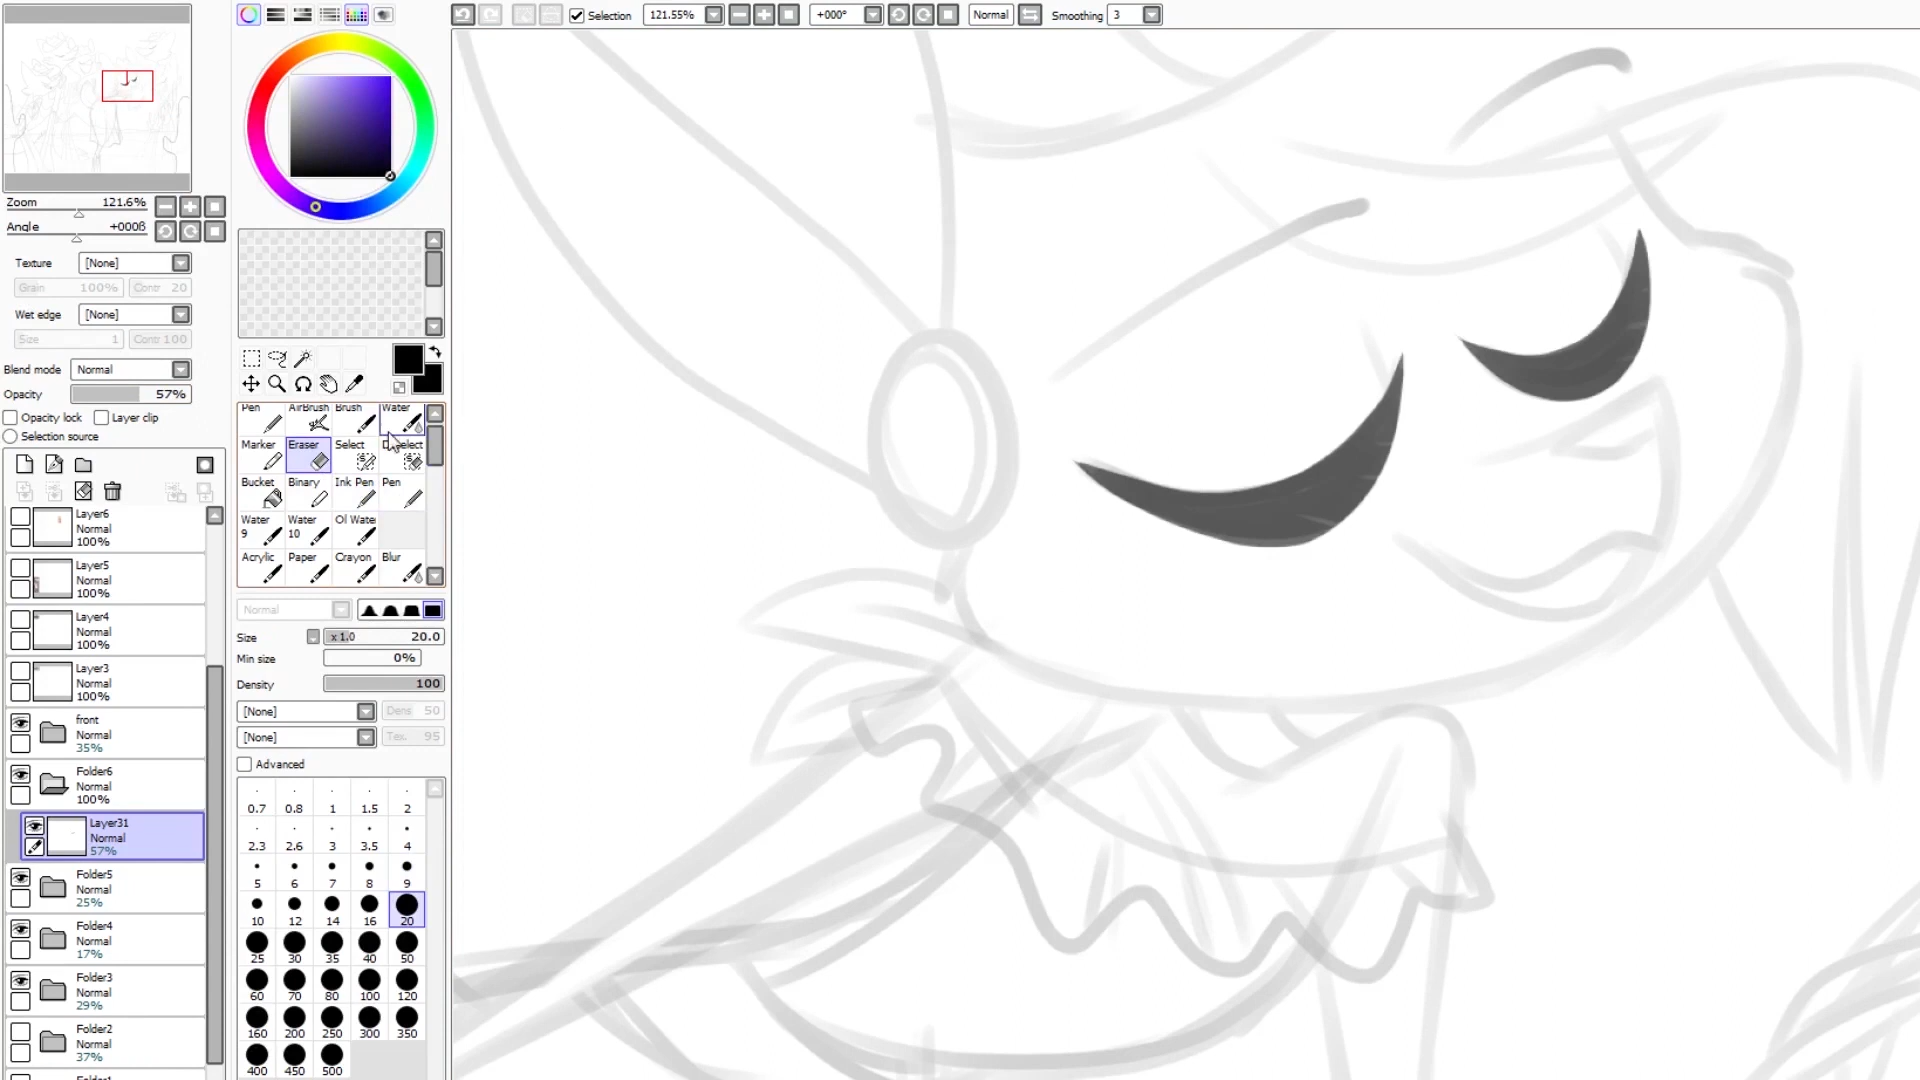 Selection 121.55% +000° Normal Smoothing 3
Zoom 121.6%
Angle +000ß
Texture [None]
Grain 100% Contr 20
Wet edge [None]
Size 1 Contr 100
Blend mode Normal
Opacity 57%
Opacity lock Layer clip
Selection source
Layer6
Normal
100%
Layer5
Normal
100%
Layer4
Normal
100%
Layer3
Normal
100%
front
Normal
35%
Folder6
Normal
100%
Layer31
Normal
57%
Folder5
Normal
25%
Folder4
Normal
17%
Folder3
Normal
29%
Folder2
Normal
37%
Pen AirBrush Brush Water
Marker Eraser Select
Bucket Binary Ink Pen Pen
Water 9 Water 10 Ol Wate
Acrylic Paper Crayon Blur
Normal
Size x 1.0 20.0
Min size 0%
Density 100
[None] Dens 50
[None] Tex. 95
Advanced
0.7 0.8 1 1.5 2
2.3 2.6 3 3.5 4
5 6 7 8 9
10 12 14 16 20
25 30 35 40 50
60 70 80 100 120
160 200 250 300 350
400 450 500